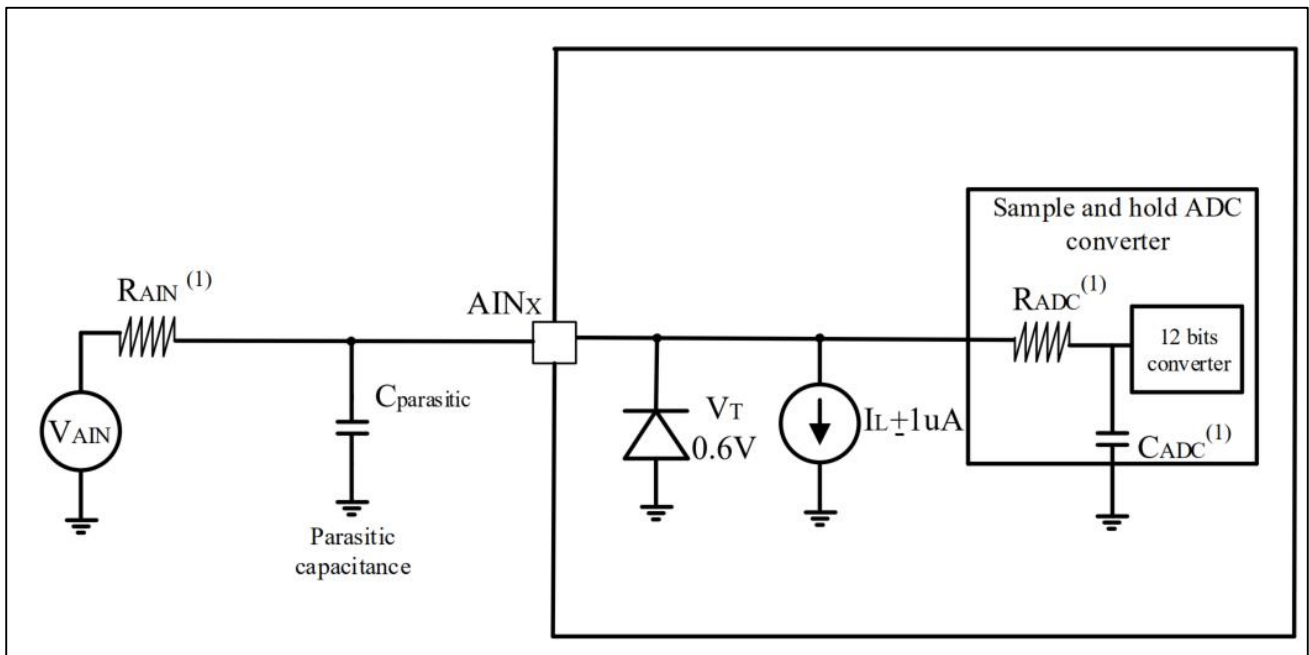 Sample and hold ADC
converter
RAIN (1)
AINX
RADC(1)
12 bits
converter
Cparasitic
VT
0.6V
IL±1uA
VAIN
CADC(1)
Parasitic
capacitance